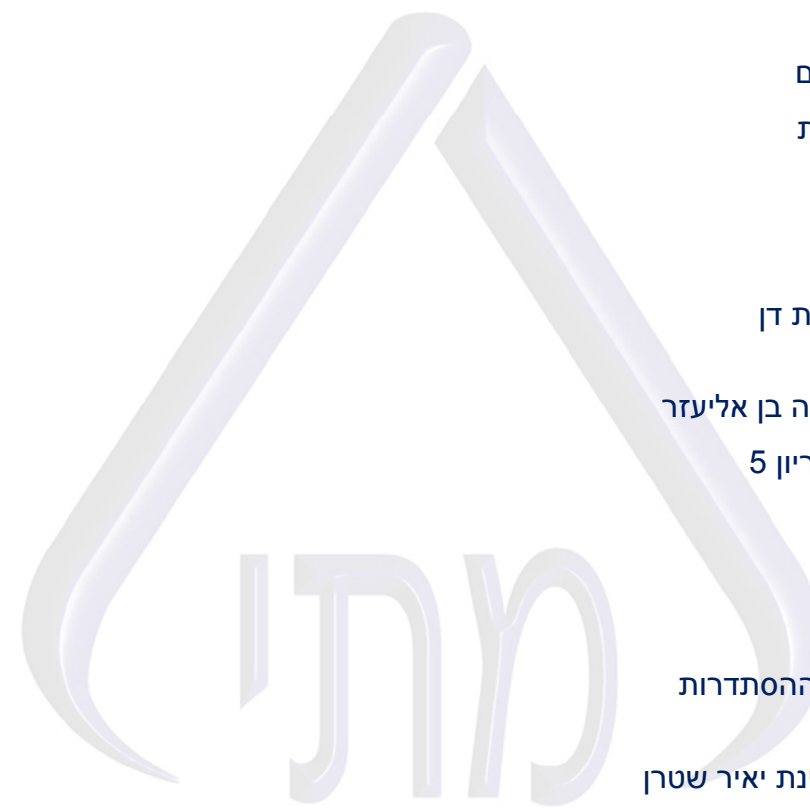 ם
ת
ת דן
ה בן אליעזר
ריון 5
ההסתדרות
נת יאיר שטרן
מתי